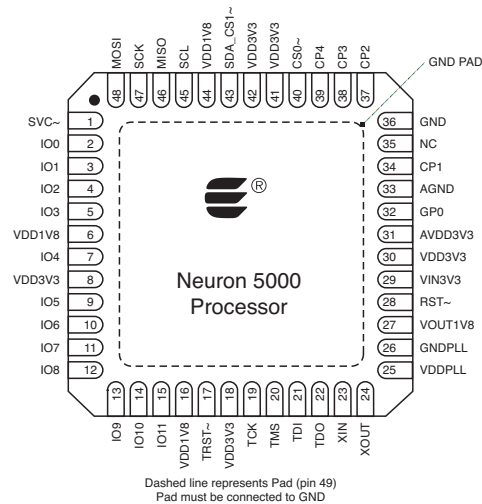 MOSI
SCK
MISO
SCL
VDD1V8
SDA_CS1~
VDD3V3
VDD3V3
CS0~
CP4
CP3
CP2
48
47
46
45
44
43
42
41
40
39
38
37
GND PAD
SVC~ 1
IO0 2
IO1 3
IO2 4
IO3 5
VDD1V8 6
IO4 7
VDD3V3 8
IO5 9
IO6 10
IO7 11
IO8 12
36 GND
35 NC
34 CP1
33 AGND
32 GP0
31 AVDD3V3
30 VDD3V3
29 VIN3V3
28 RST~
27 VOUT1V8
26 GNDPLL
25 VDDPLL
®
Neuron 5000
Processor
13
14
15
16
17
18
19
20
21
22
23
24
IO9
IO10
IO11
VDD1V8
TRST~
VDD3V3
TCK
TMS
TDI
TDO
XIN
XOUT
Dashed line represents Pad (pin 49)
Pad must be connected to GND